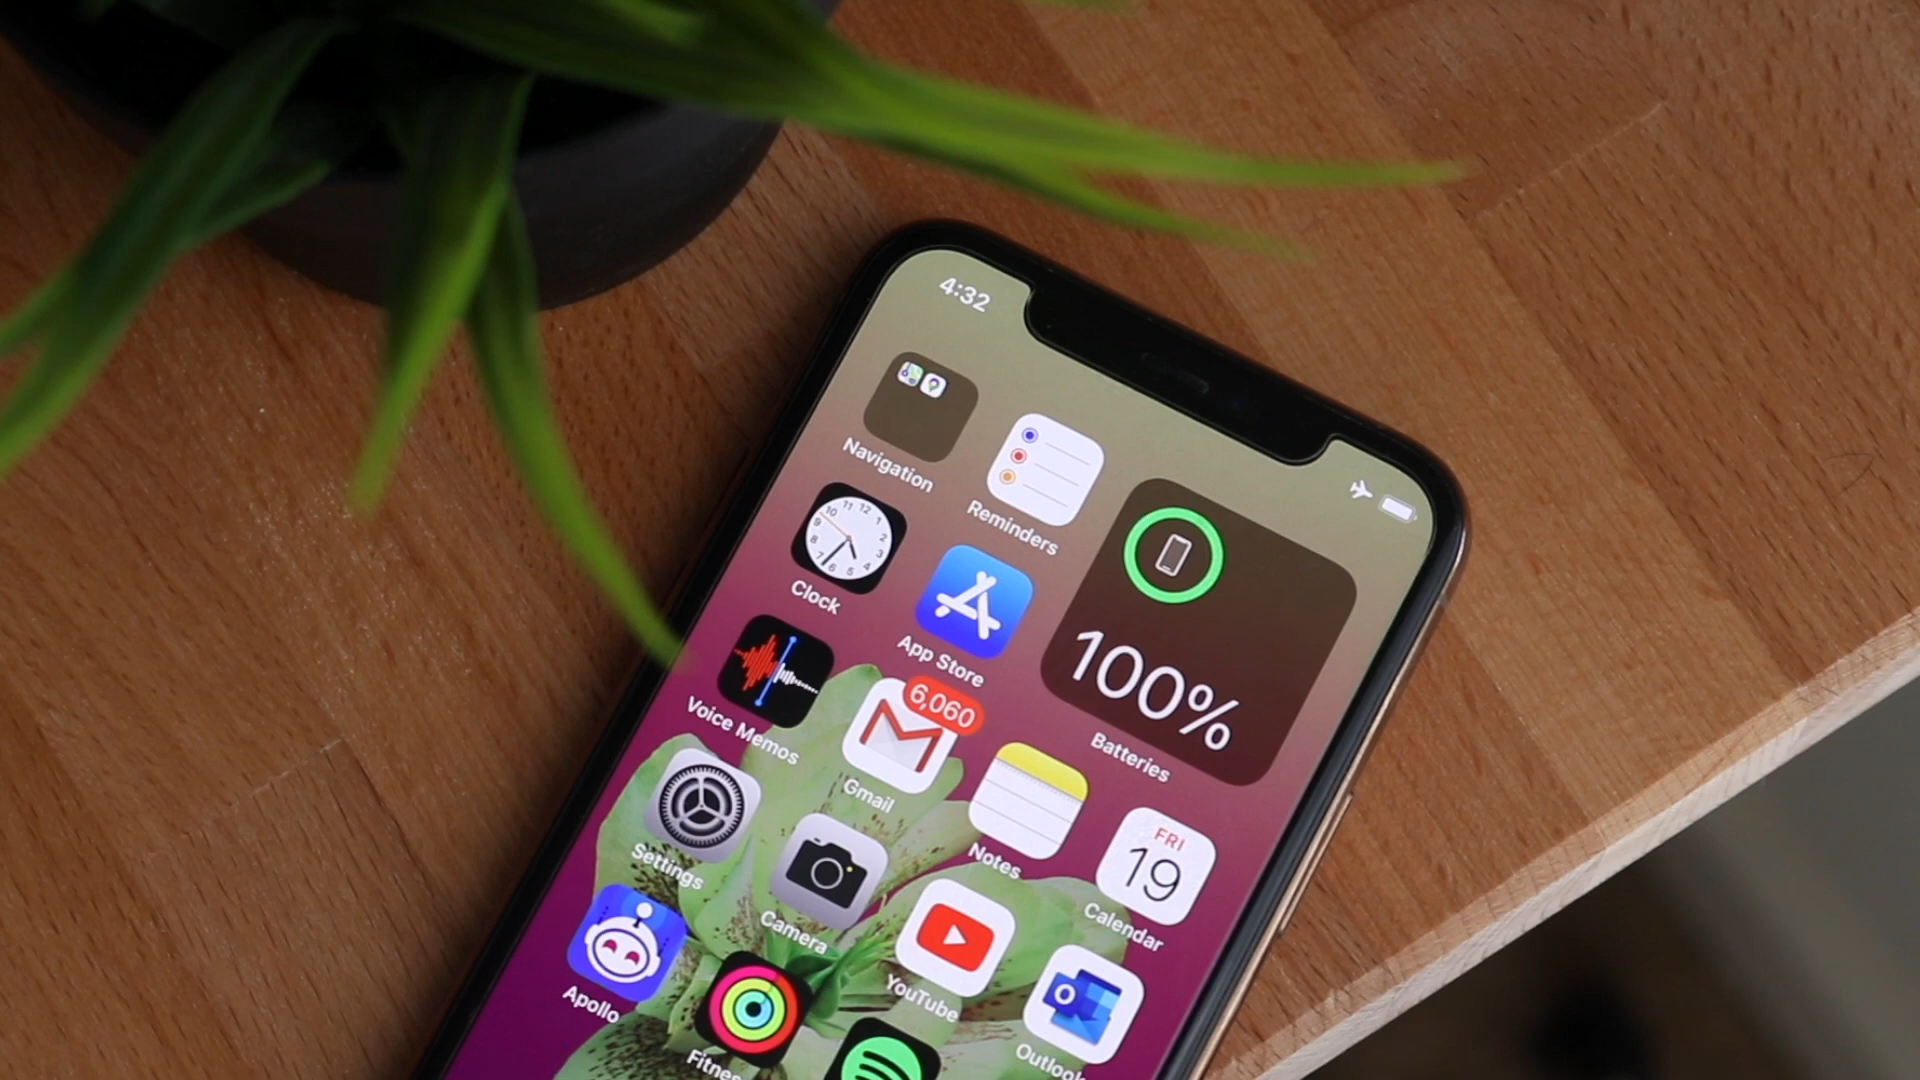 4:32
Navigation
Reminders
Clock
App Store
100%
Batteries
Voice Memos
6,060
Gmail
Notes
FRI
19
Calendar
Settings
Camera
YouTube
O
Outlook
Apollo